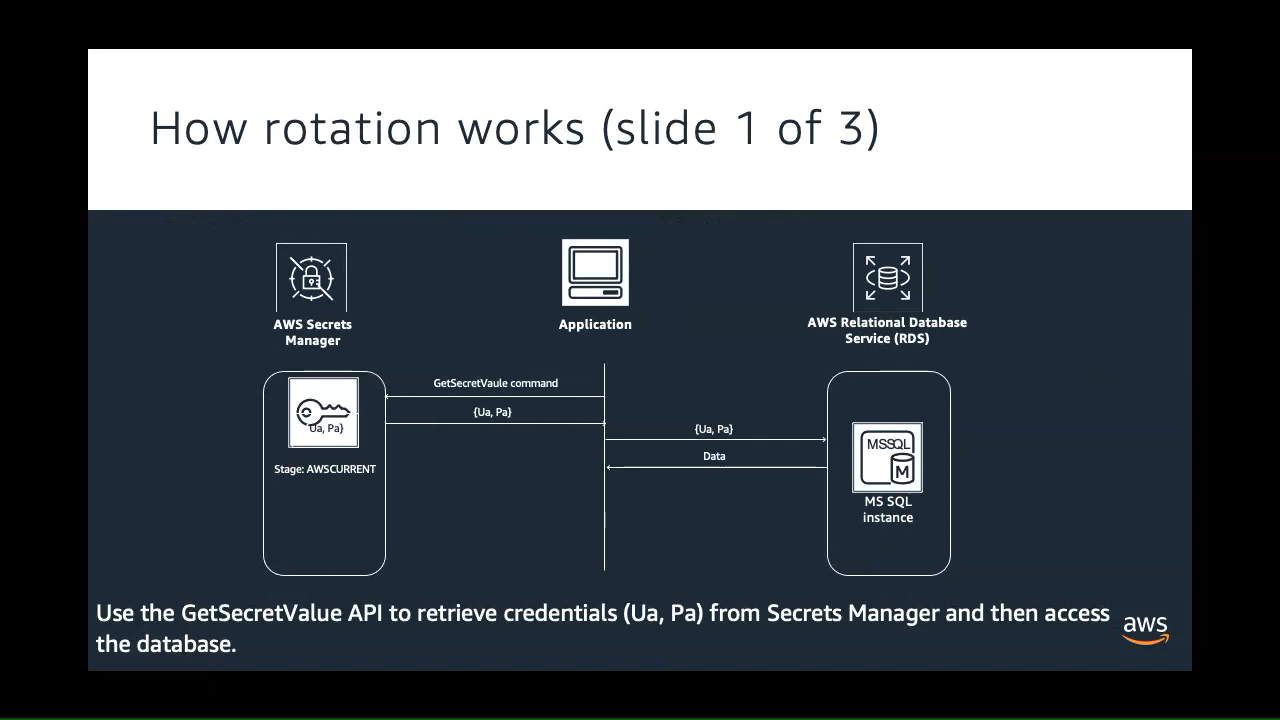 How rotation works (slide 1 of 3)
AWS Secrets
Manager
Application
AWS Relational Database
Service (RDS)
GetSecretVaule command
{Ua, Pa}
Ua, Pa}
Stage: AWSCURRENT
{Ua, Pa}
Data
MSSQL
M
MS SQL
instance
Use the GetSecretValue API to retrieve credentials (Ua, Pa) from Secrets Manager and then access
the database.
aws